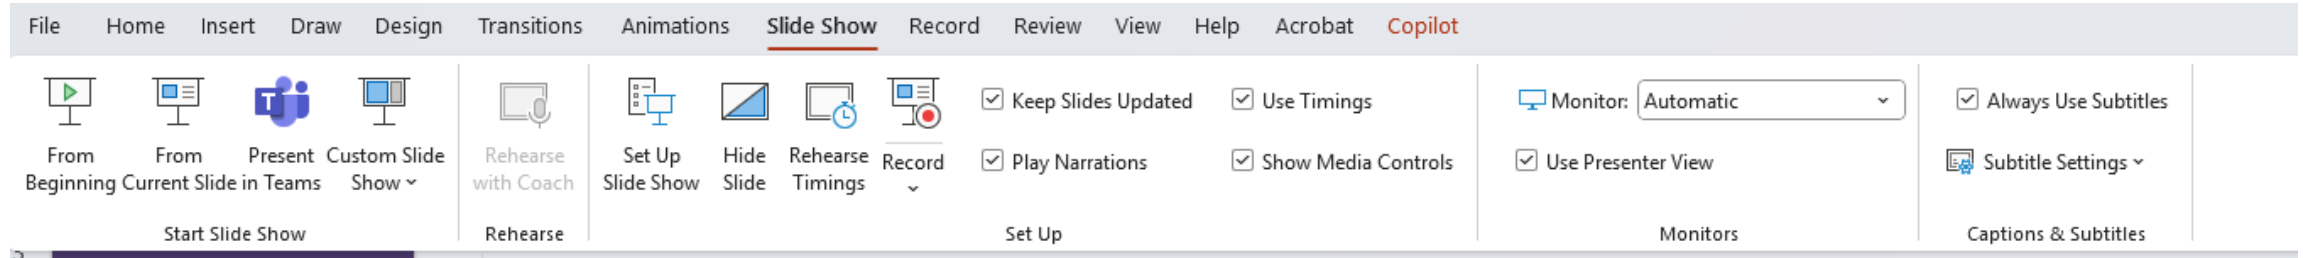 File Home Insert Draw Design Transitions Animations Slide Show Record Review View Help Acrobat Copilot
From Beginning
From Current Slide
Present in Teams
Custom Slide Show
Start Slide Show
Rehearse with Coach
Rehearse
Set Up Slide Show
Hide Slide
Rehearse Timings
Record
Keep Slides Updated
Play Narrations
Use Timings
Show Media Controls
Set Up
Monitor: Automatic
Use Presenter View
Monitors
Always Use Subtitles
Subtitle Settings
Captions & Subtitles